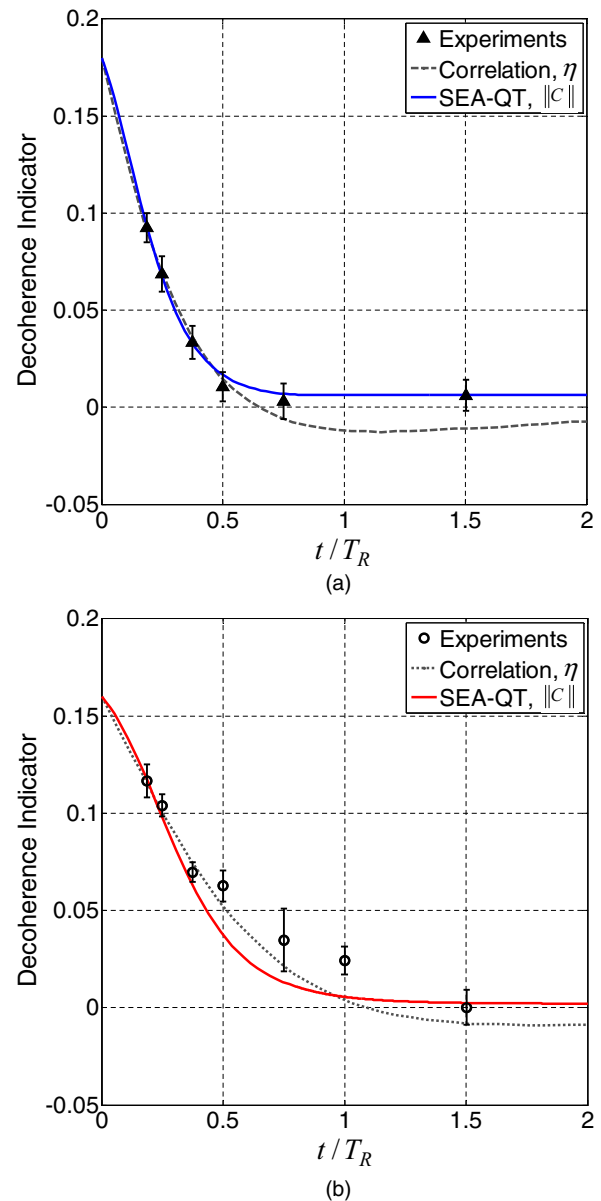 0.2
0.15
0.1
0.05
0
-0.05
Decoherence Indicator
Experiments
Correlation, η
SEA-QT, ||C||
0 0.5 1 1.5 2
t / T_R
(a)
0.2
0.15
0.1
0.05
0
-0.05
Decoherence Indicator
Experiments
Correlation, η
SEA-QT, ||C||
0 0.5 1 1.5 2
t / T_R
(b)